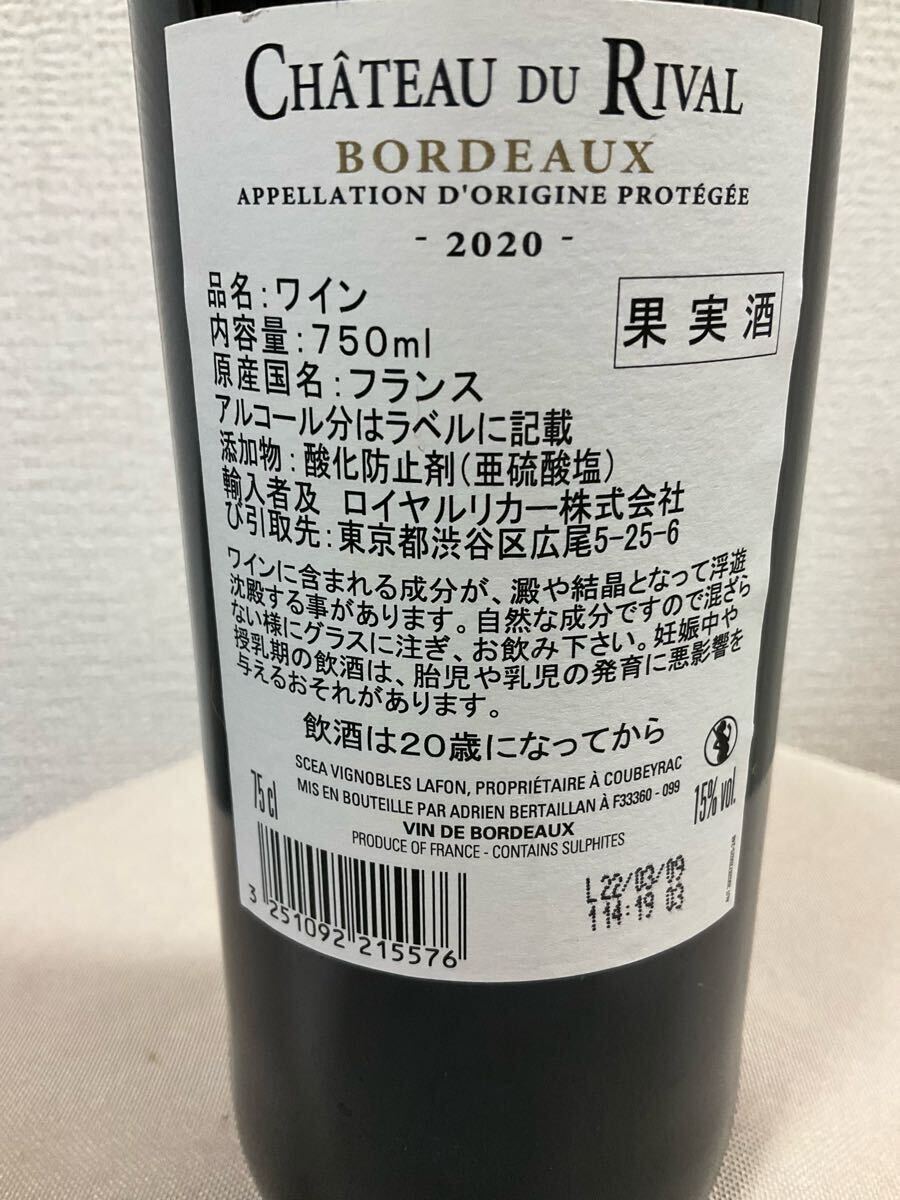 CHÂTEAU DU RIVAL
BORDEAUX
APPELLATION D'ORIGINE PROTÉGÉE
- 2020 -
品名:ワイン
果実酒
内容量:750ml
原産国名:フランス
アルコール分はラベルに記載
添加物:酸化防止剤(亜硫酸塩)
輸入者及 ロイヤルリカー株式会社
び引取先:東京都渋谷区広尾5-25-6
ワインに含まれる成分が、澱や結晶となって浮遊
沈殿する事があります。自然な成分ですので混ざら
ない様にグラスに注ぎ、お飲み下さい。妊娠中や
授乳期の飲酒は、胎児や乳児の発育に悪影響を
与えるおそれがあります。
飲酒は20歳になってから
SCEA VIGNOBLES LAFON, PROPRIÉTAIRE À COUBEYRAC
MIS EN BOUTEILLE PAR ADRIEN BERTAILLAN À F33360 - 099
75 cl
15% vol.
VIN DE BORDEAUX
PRODUCE OF FRANCE - CONTAINS SULPHITES
L22/03/09
114:19 03
3 251092 215576